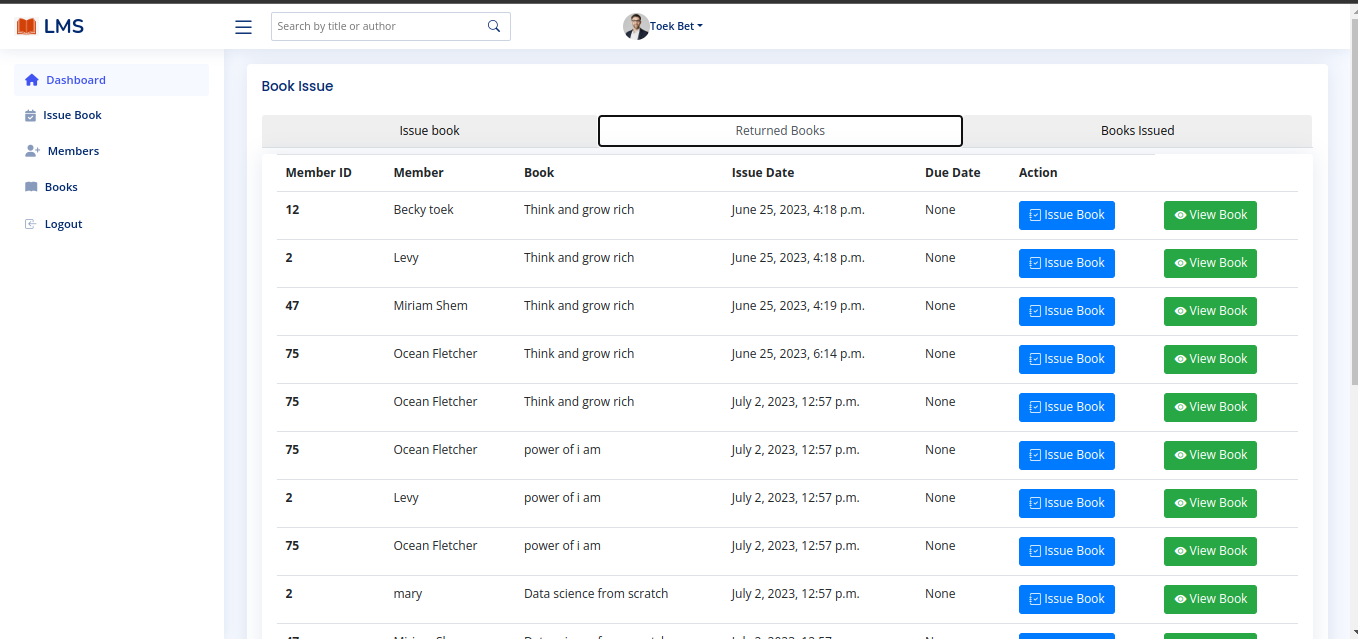 LMS
Search by title or author
Toek Bet
Dashboard
Issue Book
Members
Books
Logout
Book Issue
Issue book Returned Books Books Issued
Member ID Member Book Issue Date Due Date Action
12 Becky toek Think and grow rich June 25, 2023, 4:18 p.m. None Issue Book View Book
2 Levy Think and grow rich June 25, 2023, 4:18 p.m. None Issue Book View Book
47 Miriam Shem Think and grow rich June 25, 2023, 4:19 p.m. None Issue Book View Book
75 Ocean Fletcher Think and grow rich June 25, 2023, 6:14 p.m. None Issue Book View Book
75 Ocean Fletcher Think and grow rich July 2, 2023, 12:57 p.m. None Issue Book View Book
75 Ocean Fletcher power of i am July 2, 2023, 12:57 p.m. None Issue Book View Book
2 Levy power of i am July 2, 2023, 12:57 p.m. None Issue Book View Book
75 Ocean Fletcher power of i am July 2, 2023, 12:57 p.m. None Issue Book View Book
2 mary Data science from scratch July 2, 2023, 12:57 p.m. None Issue Book View Book